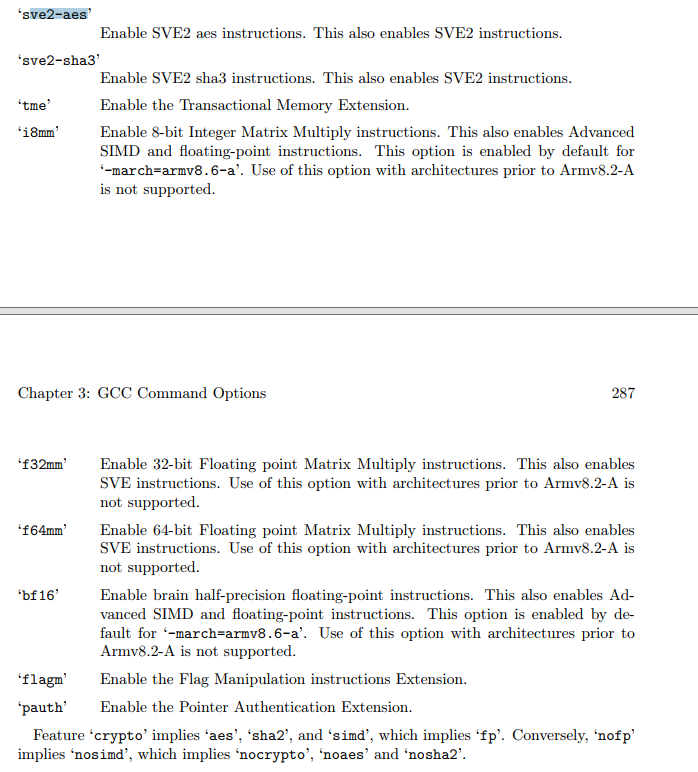 ‘sve2-aes’
Enable SVE2 aes instructions. This also enables SVE2 instructions.
‘sve2-sha3’
Enable SVE2 sha3 instructions. This also enables SVE2 instructions.
‘tme’ Enable the Transactional Memory Extension.
‘i8mm’ Enable 8-bit Integer Matrix Multiply instructions. This also enables Advanced
SIMD and floating-point instructions. This option is enabled by default for
‘-march=armv8.6-a’. Use of this option with architectures prior to Armv8.2-A
is not supported.
Chapter 3: GCC Command Options 287
‘f32mm’ Enable 32-bit Floating point Matrix Multiply instructions. This also enables
SVE instructions. Use of this option with architectures prior to Armv8.2-A is
not supported.
‘f64mm’ Enable 64-bit Floating point Matrix Multiply instructions. This also enables
SVE instructions. Use of this option with architectures prior to Armv8.2-A is
not supported.
‘bf16’ Enable brain half-precision floating-point instructions. This also enables Ad-
vanced SIMD and floating-point instructions. This option is enabled by de-
fault for ‘-march=armv8.6-a’. Use of this option with architectures prior to
Armv8.2-A is not supported.
‘flagm’ Enable the Flag Manipulation instructions Extension.
‘pauth’ Enable the Pointer Authentication Extension.
Feature ‘crypto’ implies ‘aes’, ‘sha2’, and ‘simd’, which implies ‘fp’. Conversely, ‘nofp’
implies ‘nosimd’, which implies ‘nocrypto’, ‘noaes’ and ‘nosha2’.